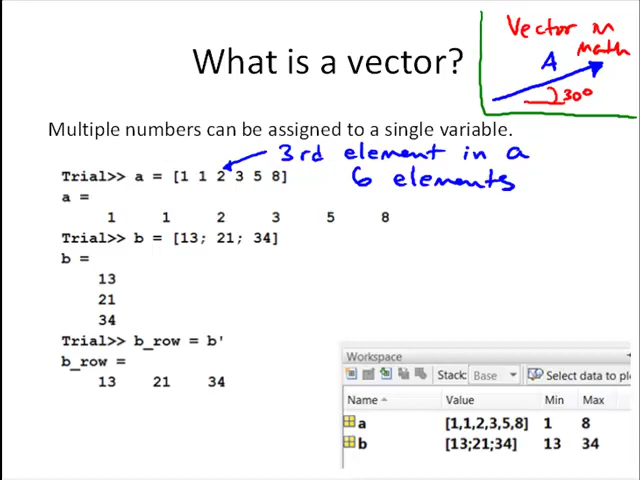 Vector in
math
What is a vector?
A
30°
Multiple numbers can be assigned to a single variable.
3rd element in a
6 elements
Trial>> a = [1 1 2 3 5 8]
a =
1 1 2 3 5 8
Trial>> b = [13; 21; 34]
b =
13
21
34
Trial>> b_row = b'
b_row =
13 21 34
Workspace
Stack: Base Select data to plo
Name Value Min Max
a [1,1,2,3,5,8] 1 8
b [13;21;34] 13 34